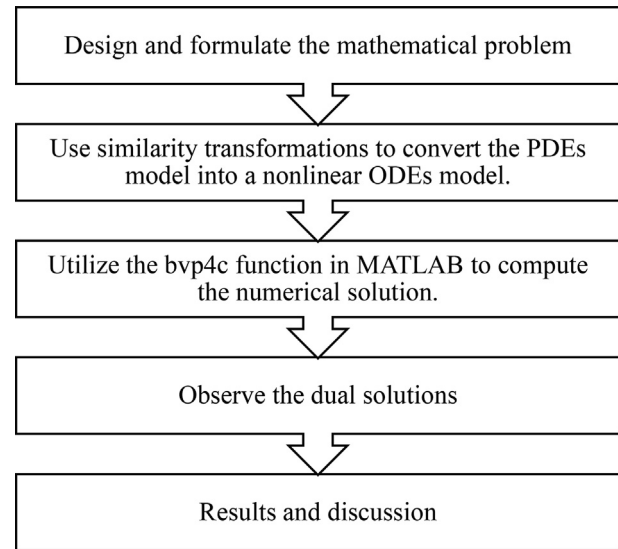 Design and formulate the mathematical problem
Use similarity transformations to convert the PDEs
model into a nonlinear ODEs model.
Utilize the bvp4c function in MATLAB to compute
the numerical solution.
Observe the dual solutions
Results and discussion